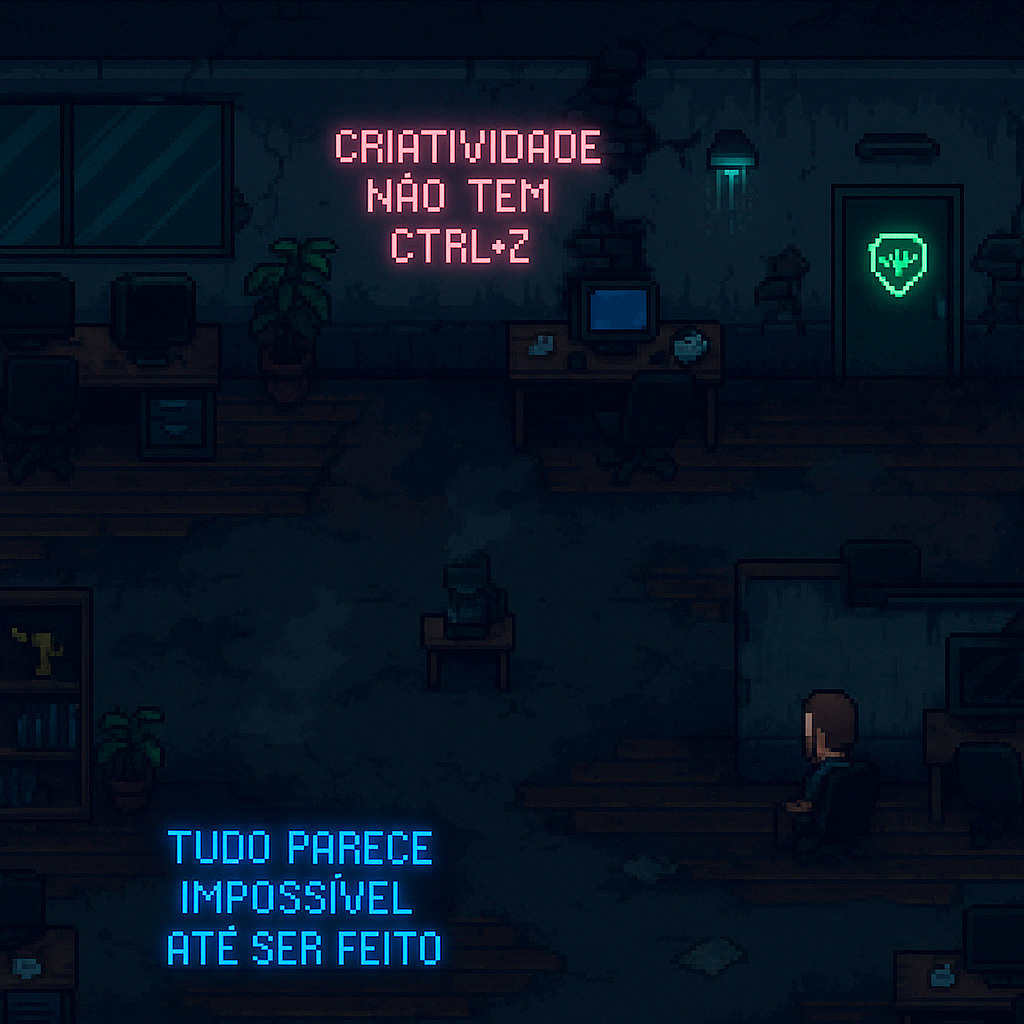 CRIATIVIDADE
NÃO TEM
CTRL+Z
TUDO PARECE
IMPOSSÍVEL
ATÉ SER FEITO